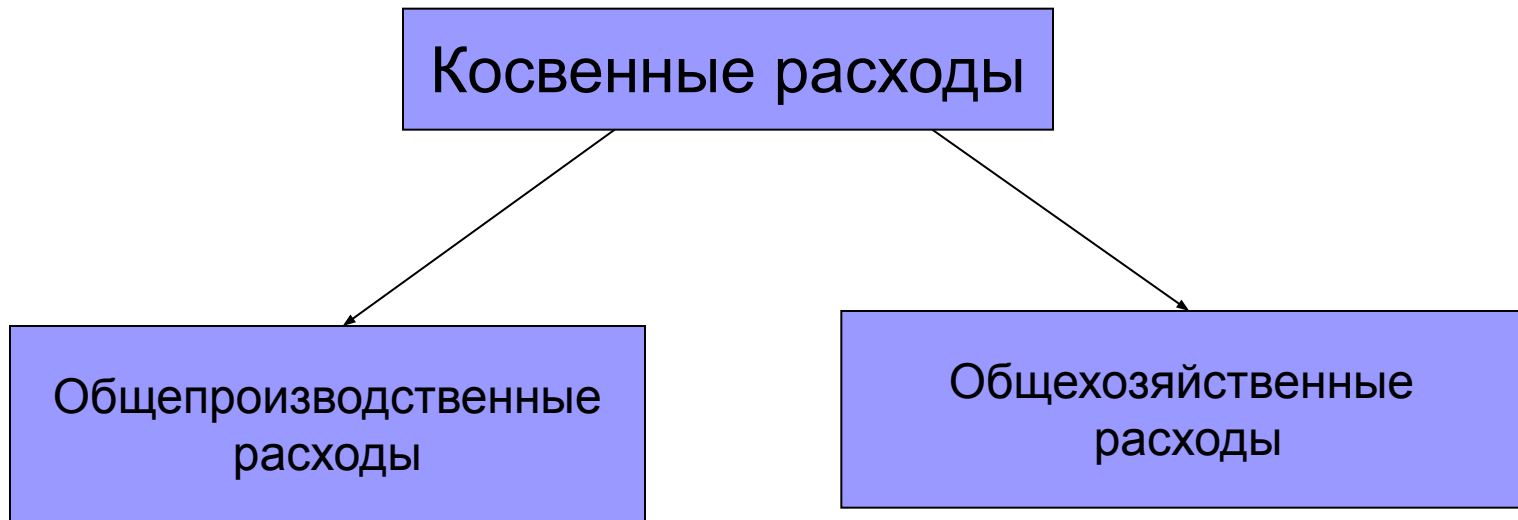 Косвенные расходы
Общепроизводственные
расходы
Общехозяйственные
расходы